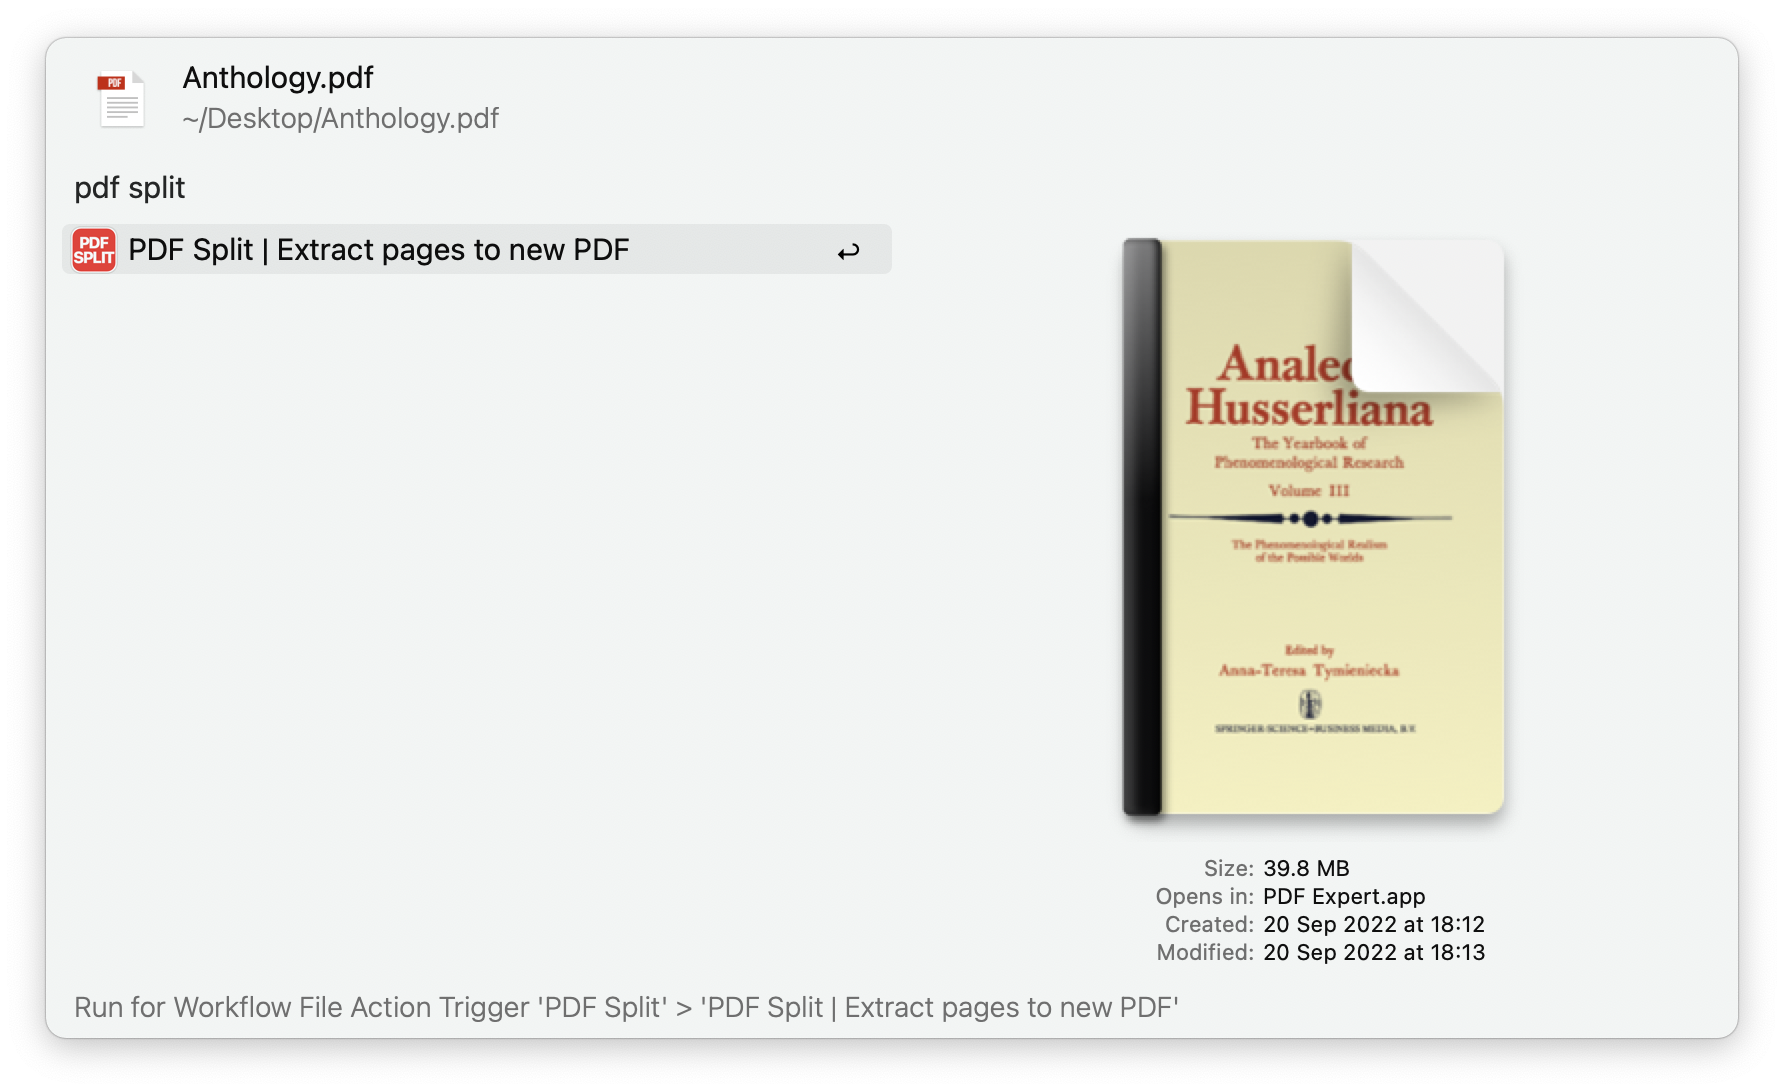 PDF
Anthology.pdf
~/Desktop/Anthology.pdf
pdf split
PDF
SPLIT
PDF Split | Extract pages to new PDF
Husserliana
The Yearbook of
Phenomenological Research
Volume III
The Phenomenological Realism
of the Possible Worlds
Edited by
Anna-Teresa Tymieniecka
SPRINGER-SCIENCE+BUSINESS MEDIA, B.V.
Size: 39.8 MB
Opens in: PDF Expert.app
Created: 20 Sep 2022 at 18:12
Modified: 20 Sep 2022 at 18:13
Run for Workflow File Action Trigger 'PDF Split' > 'PDF Split | Extract pages to new PDF'